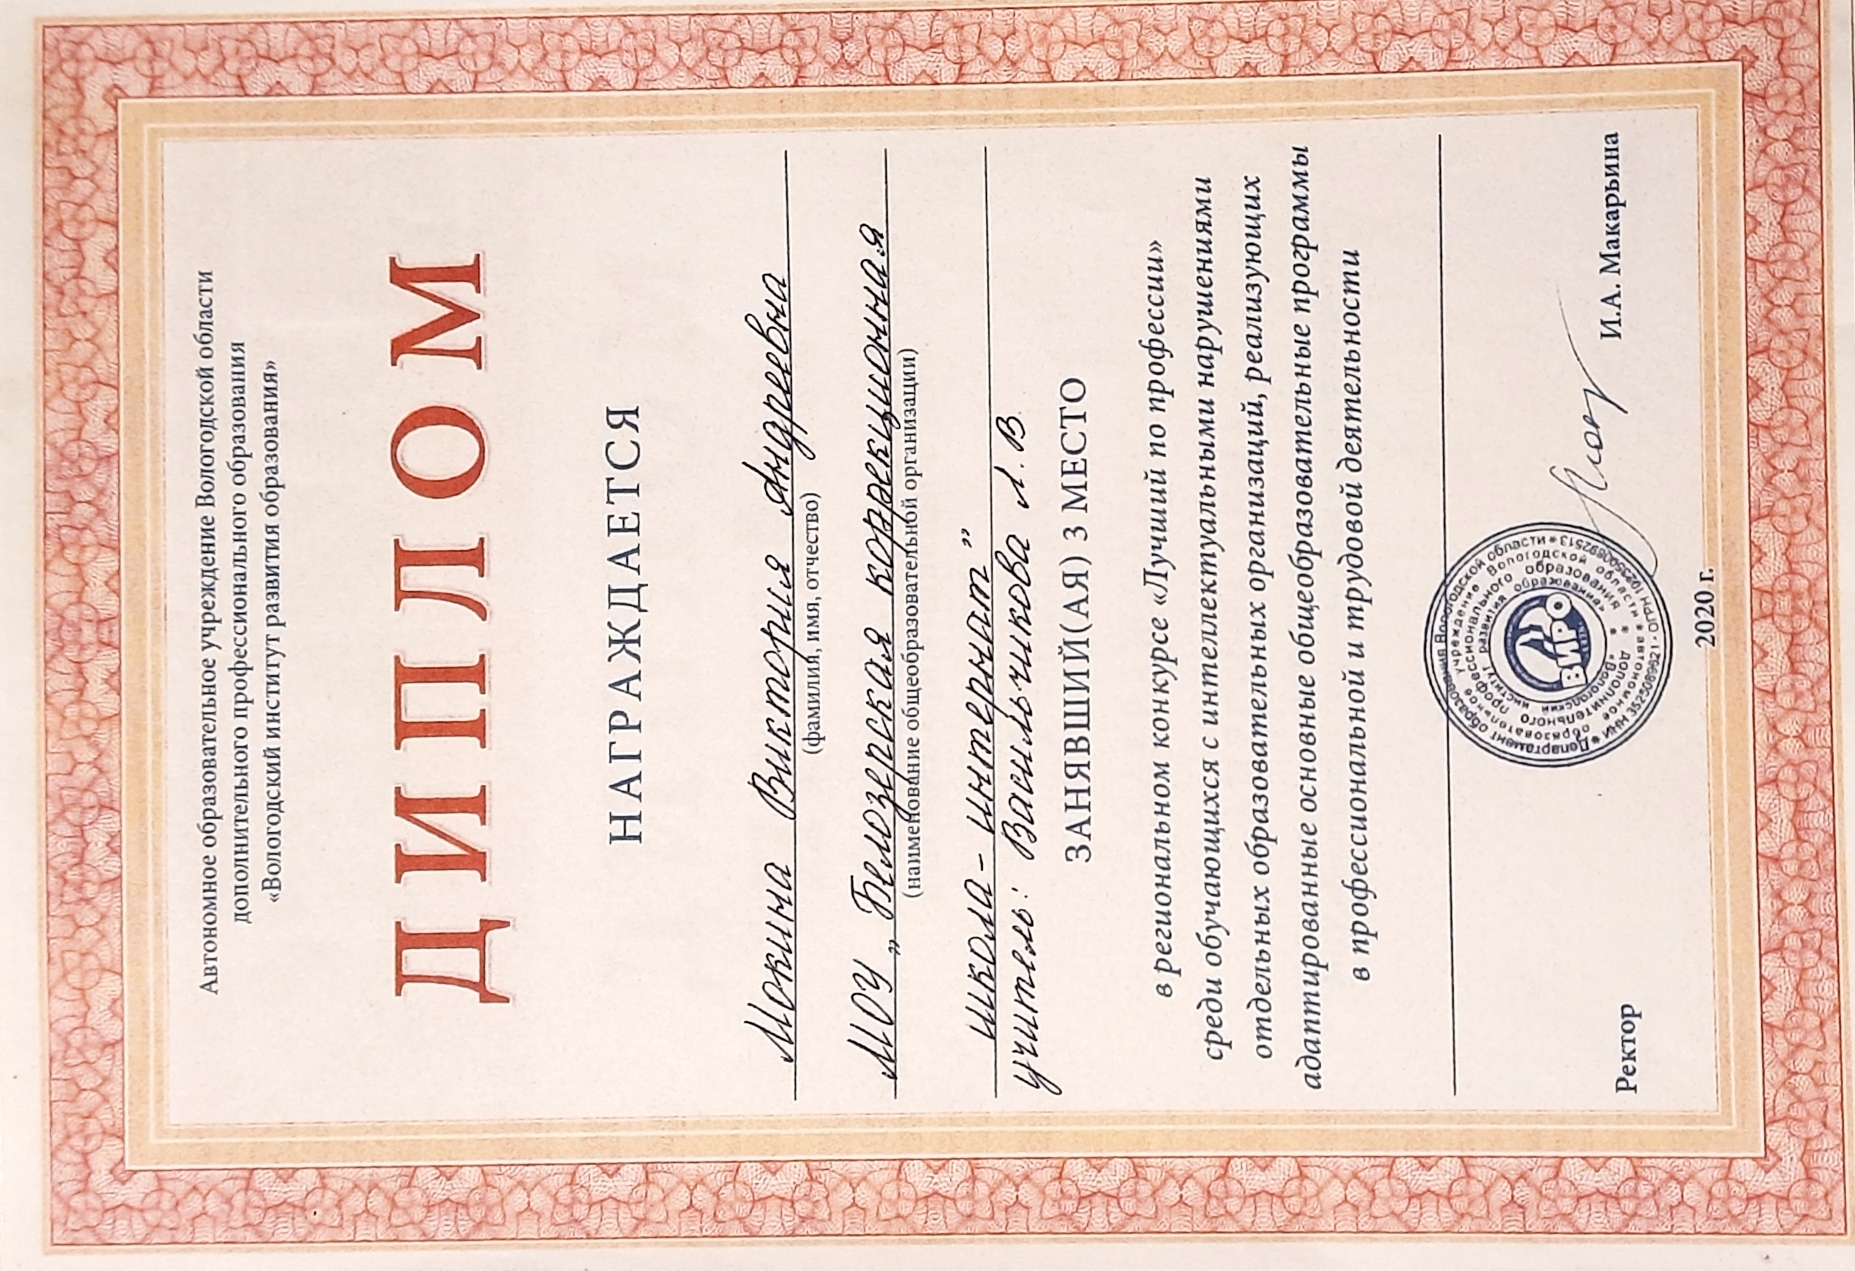 Автономное образовательное учреждение Вологодской области
дополнительного профессионального образования
«Вологодский институт развития образования»
ДИПЛОМ
НАГРАЖДАЕТСЯ
Мокина Виктория Андреевна
(фамилия, имя, отчество)
МОУ „Белозерская коррекционная
(наименование общеобразовательной организации)
школа-интернат”
учитель: Васильчикова Л.В
ЗАНЯВШИЙ(АЯ) 3 МЕСТО
в региональном конкурсе «Лучший по профессии»
среди обучающихся с интеллектуальными нарушениями
отдельных образовательных организаций, реализующих
адаптированные основные общеобразовательные программы
в профессиональной и трудовой деятельности
Ректор
И.А. Макарьина
ВИРО
2020 г.